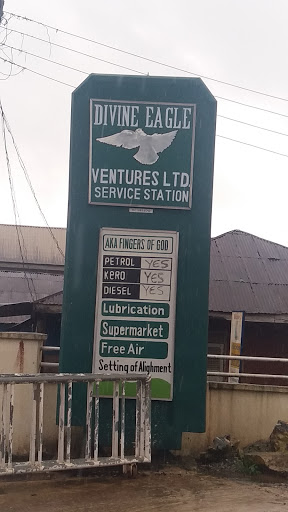 DIVINE EAGLE
VENTURES LTD.
SERVICE STATION
AKA FINGERS OF GOD
PETROL YES
KERO YES
DIESEL YES
Lubrication
Supermarket
Free Air
Setting of Alighment